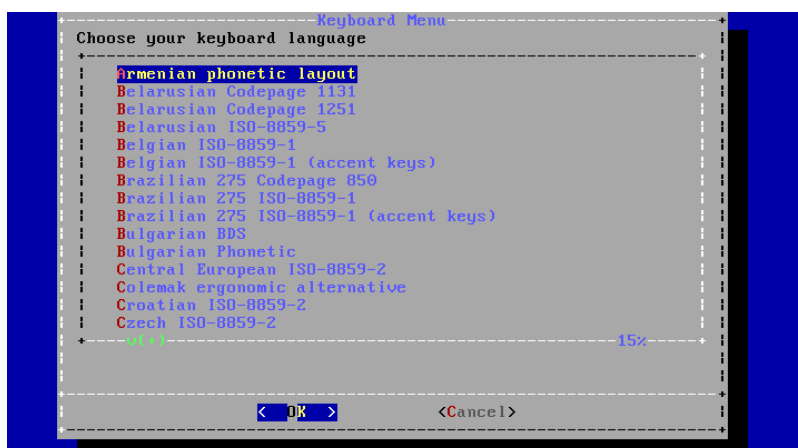 Keyboard Menu
Choose your keyboard language
Armenian phonetic layout
Belarusian Codepage 1131
Belarusian Codepage 1251
Belarusian ISO-8859-5
Belgian ISO-8859-1
Belgian ISO-8859-1 (accent keys)
Brazilian 275 Codepage 850
Brazilian 275 ISO-8859-1
Brazilian 275 ISO-8859-1 (accent keys)
Bulgarian BDS
Bulgarian Phonetic
Central European ISO-8859-2
Colemak ergonomic alternative
Croatian ISO-8859-2
Czech ISO-8859-2
v(+) 15%
< OK > <Cancel>